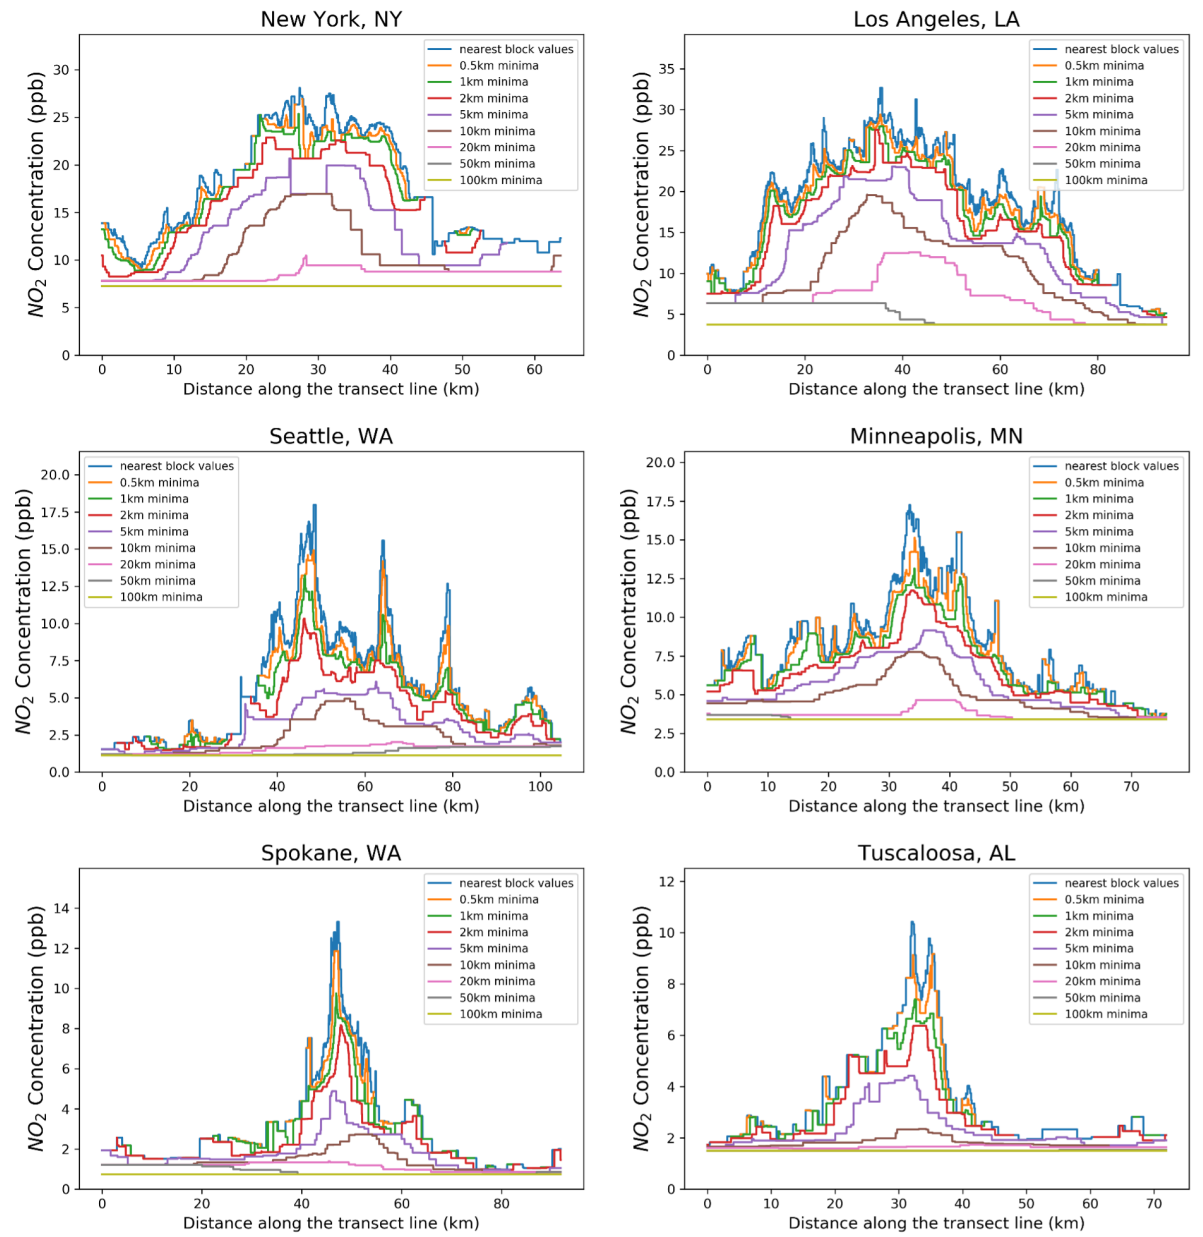 New York, NY
NO2 Concentration (ppb)
30
25
20
15
10
5
0
nearest block values
0.5km minima
1km minima
2km minima
5km minima
10km minima
20km minima
50km minima
100km minima
0 10 20 30 40 50 60
Distance along the transect line (km)
Los Angeles, LA
NO2 Concentration (ppb)
35
30
25
20
15
10
5
0
nearest block values
0.5km minima
1km minima
2km minima
5km minima
10km minima
20km minima
50km minima
100km minima
0 20 40 60 80
Distance along the transect line (km)
Seattle, WA
NO2 Concentration (ppb)
20.0
17.5
15.0
12.5
10.0
7.5
5.0
2.5
0.0
nearest block values
0.5km minima
1km minima
2km minima
5km minima
10km minima
20km minima
50km minima
100km minima
0 20 40 60 80 100
Distance along the transect line (km)
Minneapolis, MN
NO2 Concentration (ppb)
20.0
17.5
15.0
12.5
10.0
7.5
5.0
2.5
0.0
nearest block values
0.5km minima
1km minima
2km minima
5km minima
10km minima
20km minima
50km minima
100km minima
0 10 20 30 40 50 60 70
Distance along the transect line (km)
Spokane, WA
NO2 Concentration (ppb)
14
12
10
8
6
4
2
0
nearest block values
0.5km minima
1km minima
2km minima
5km minima
10km minima
20km minima
50km minima
100km minima
0 20 40 60 80
Distance along the transect line (km)
Tuscaloosa, AL
NO2 Concentration (ppb)
12
10
8
6
4
2
0
nearest block values
0.5km minima
1km minima
2km minima
5km minima
10km minima
20km minima
50km minima
100km minima
0 10 20 30 40 50 60 70
Distance along the transect line (km)